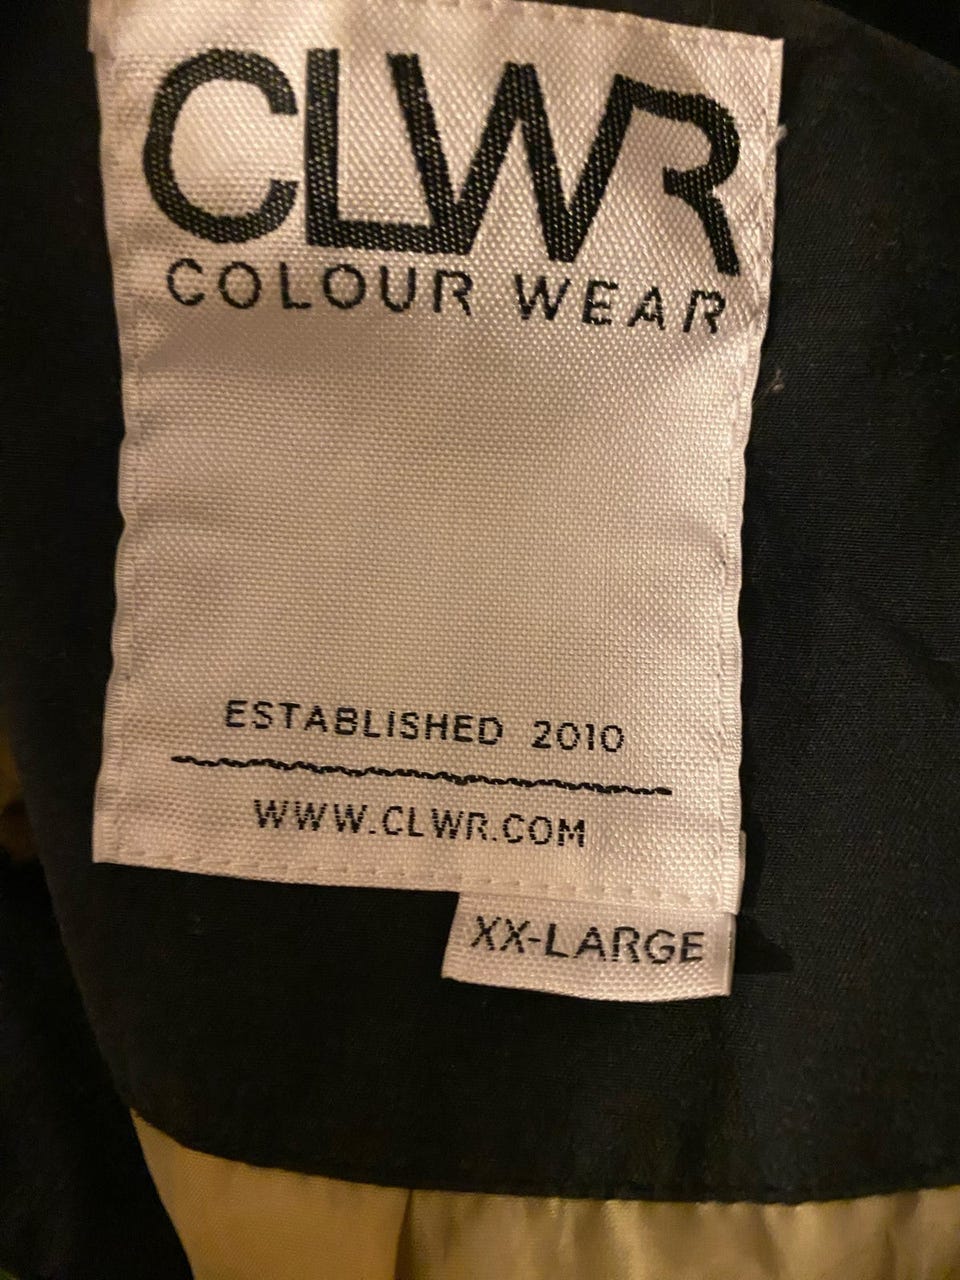 CLWR
COLOUR WEAR
ESTABLISHED 2010
WWW.CLWR.COM
XX-LARGE